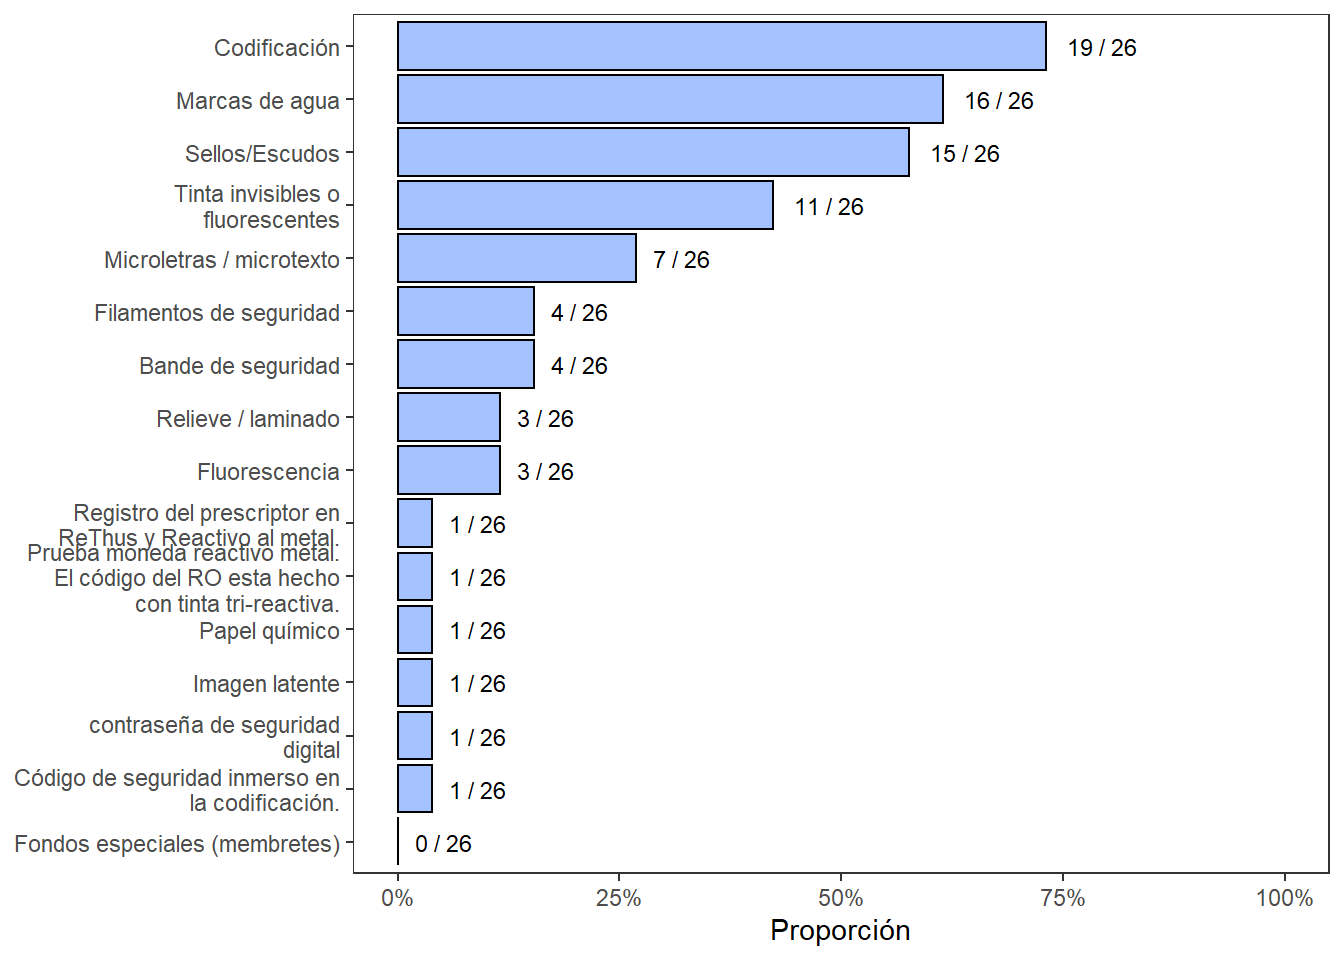 Codificación 19 / 26
Marcas de agua 16 / 26
Sellos/Escudos 15 / 26
Tinta invisibles o
fluorescentes 11 / 26
Microletras / microtexto 7 / 26
Filamentos de seguridad 4 / 26
Bande de seguridad 4 / 26
Relieve / laminado 3 / 26
Fluorescencia 3 / 26
Registro del prescriptor en
ReThus y Reactivo al metal. 1 / 26
Prueba moneda reactivo metal.
El código del RO esta hecho 1 / 26
con tinta tri-reactiva.
Papel químico 1 / 26
Imagen latente 1 / 26
contraseña de seguridad
digital 1 / 26
Código de seguridad inmerso en
la codificación. 1 / 26
Fondos especiales (membretes) 0 / 26
0% 25% 50% 75% 100%
Proporción